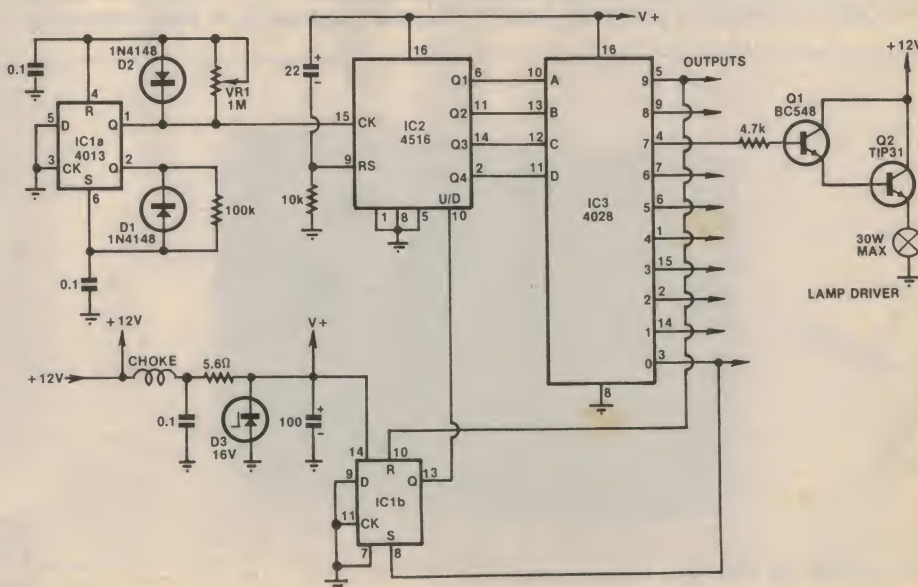 V+
+12V
1N4148
D2
0.1
VR1
1M
4
R
5
D
Q
1
IC1a
4013
3
CK
Q
2
S
6
D1
1N4148
100k
0.1
22
+
-
10k
16
15
CK
IC2
4516
9
RS
Q1
6
Q2
11
Q3
14
Q4
2
U/D
1
8
5
10
16
10
A
13
B
12
C
11
D
IC3
4028
OUTPUTS
9
5
8
9
7
4
6
7
5
6
4
1
3
15
2
2
1
14
0
3
8
4.7k
Q1
BC548
Q2
TIP31
30W
MAX
LAMP DRIVER
+12V
+12V
CHOKE
5.6Ω
V+
0.1
D3
16V
100
+
-
14
10
R
9
D
Q
13
IC1b
11
CK
S
7
8